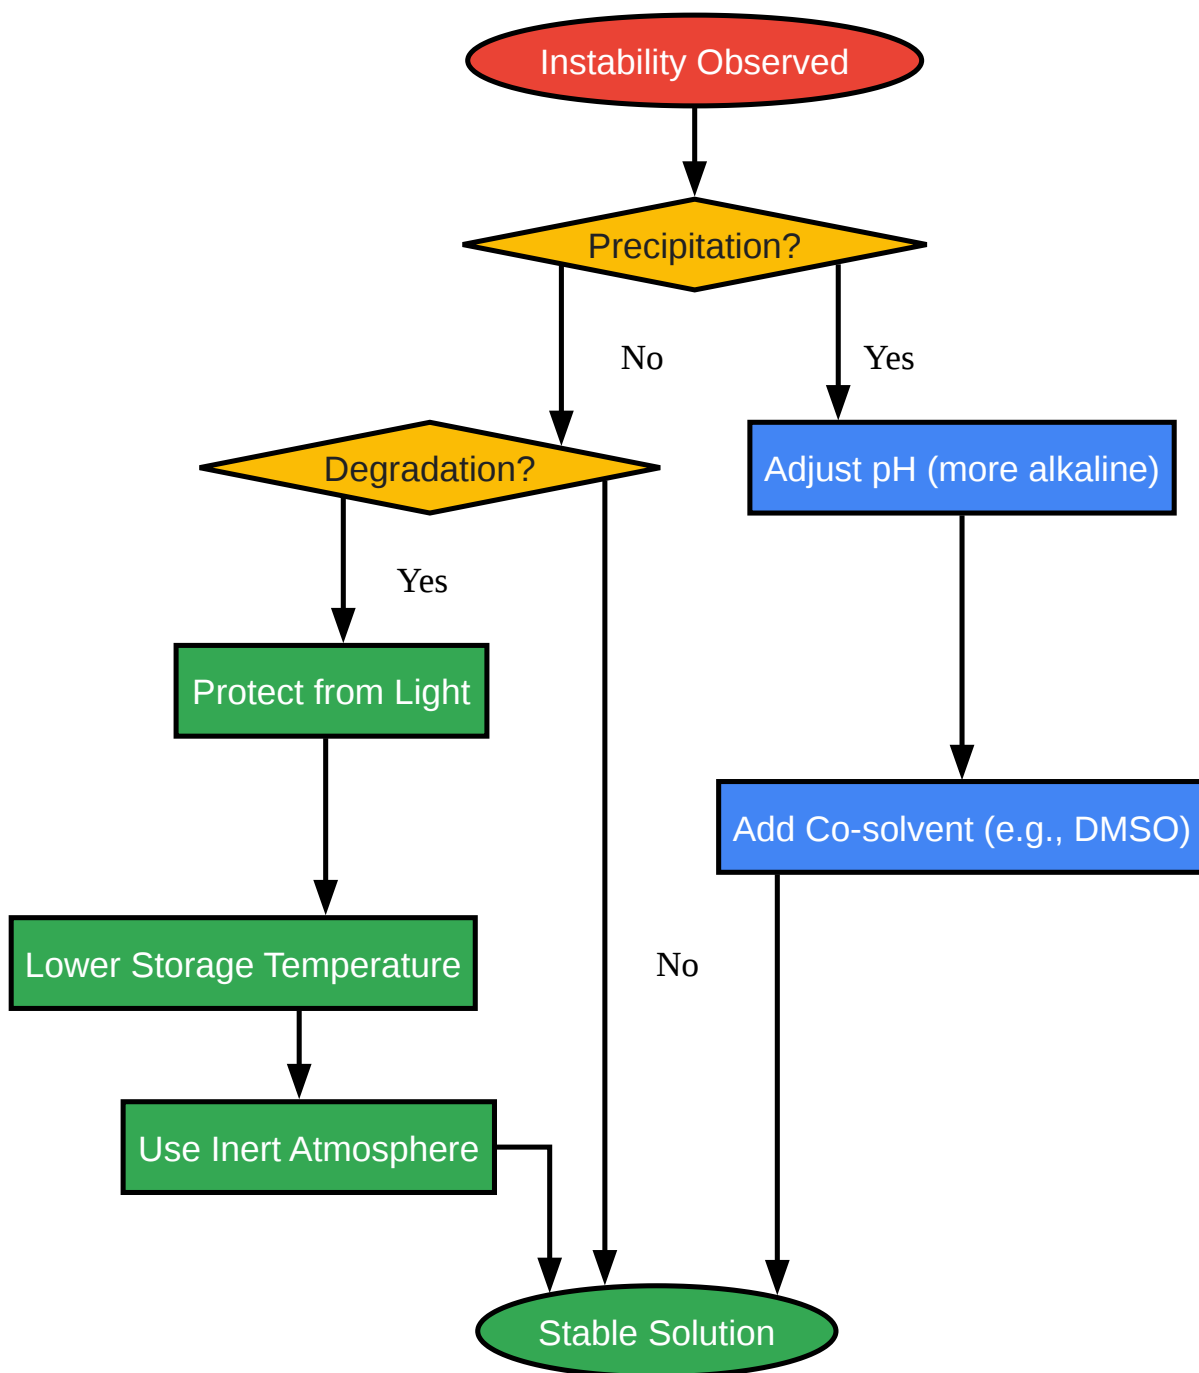 Instability Observed
Precipitation?
No
Yes
Degradation?
Adjust pH (more alkaline)
Yes
Protect from Light
Add Co-solvent (e.g., DMSO)
Lower Storage Temperature
No
Use Inert Atmosphere
Stable Solution